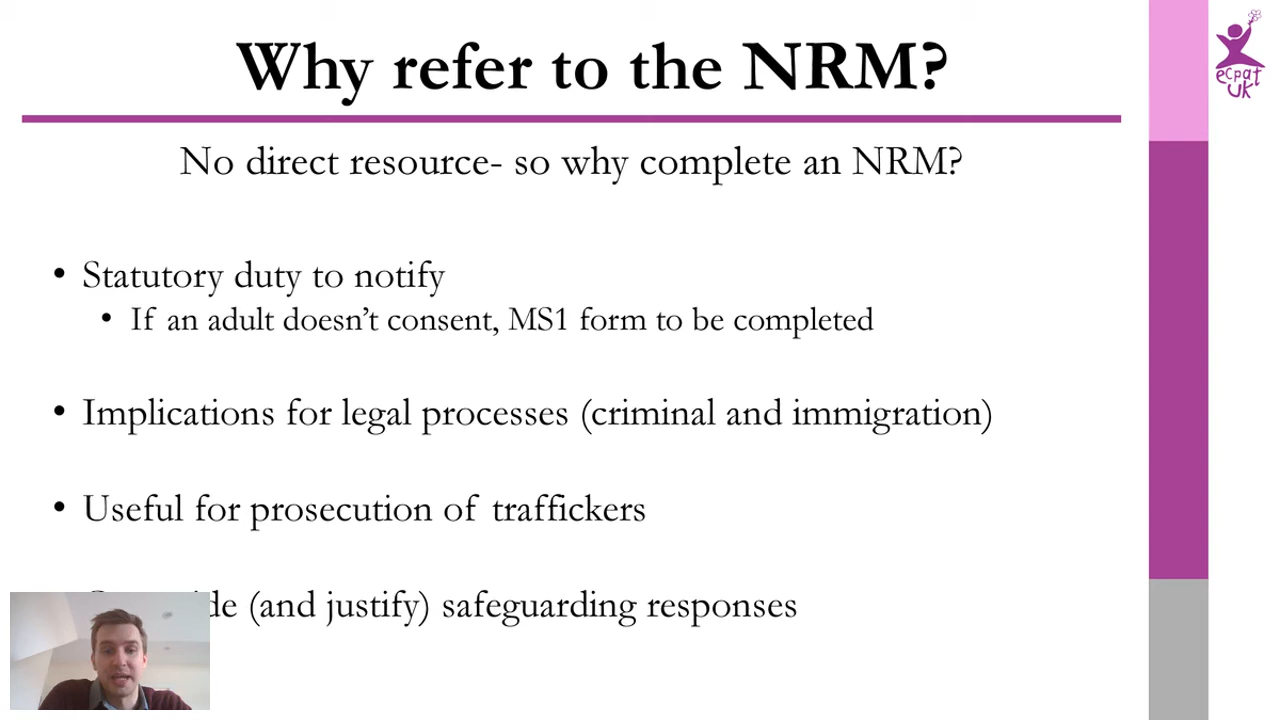 Why refer to the NRM?
ecpat
UK
No direct resource- so why complete an NRM?
• Statutory duty to notify
• If an adult doesn't consent, MS1 form to be completed
• Implications for legal processes (criminal and immigration)
• Useful for prosecution of traffickers
(and justify) safeguarding responses